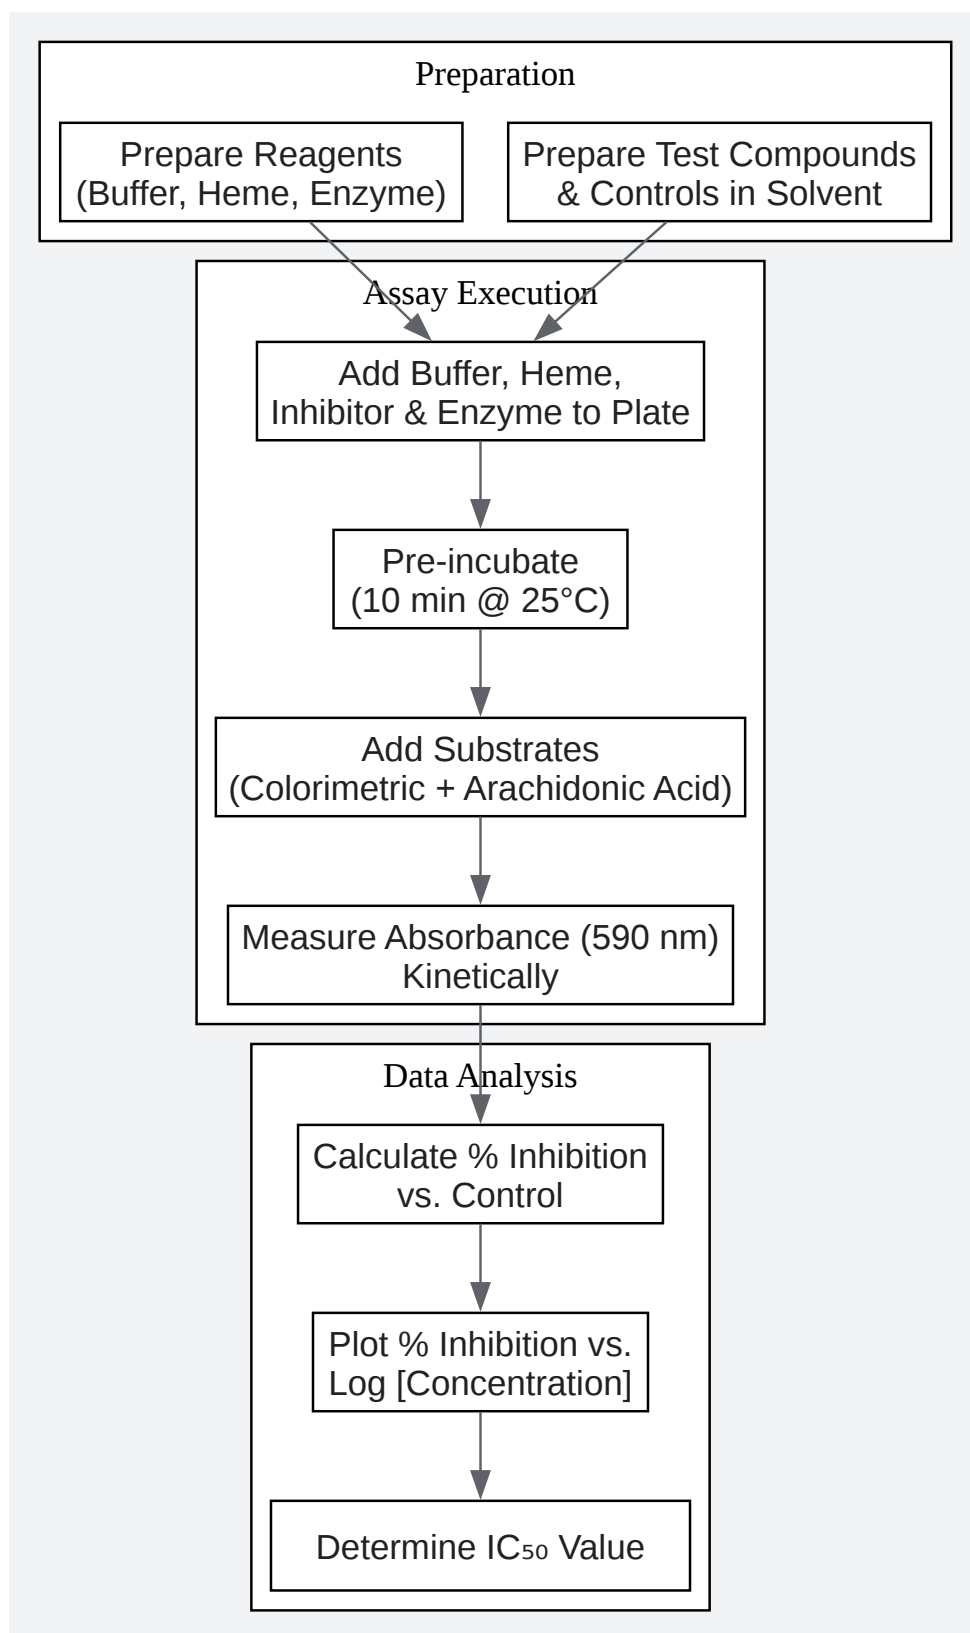 Preparation
Prepare Reagents
(Buffer, Heme, Enzyme)
Prepare Test Compounds
& Controls in Solvent
Assay Execution
Add Buffer, Heme,
Inhibitor & Enzyme to Plate
Pre-incubate
(10 min @ 25°C)
Add Substrates
(Colorimetric + Arachidonic Acid)
Measure Absorbance (590 nm)
Kinetically
Data Analysis
Calculate % Inhibition
vs. Control
Plot % Inhibition vs.
Log [Concentration]
Determine IC₅₀ Value